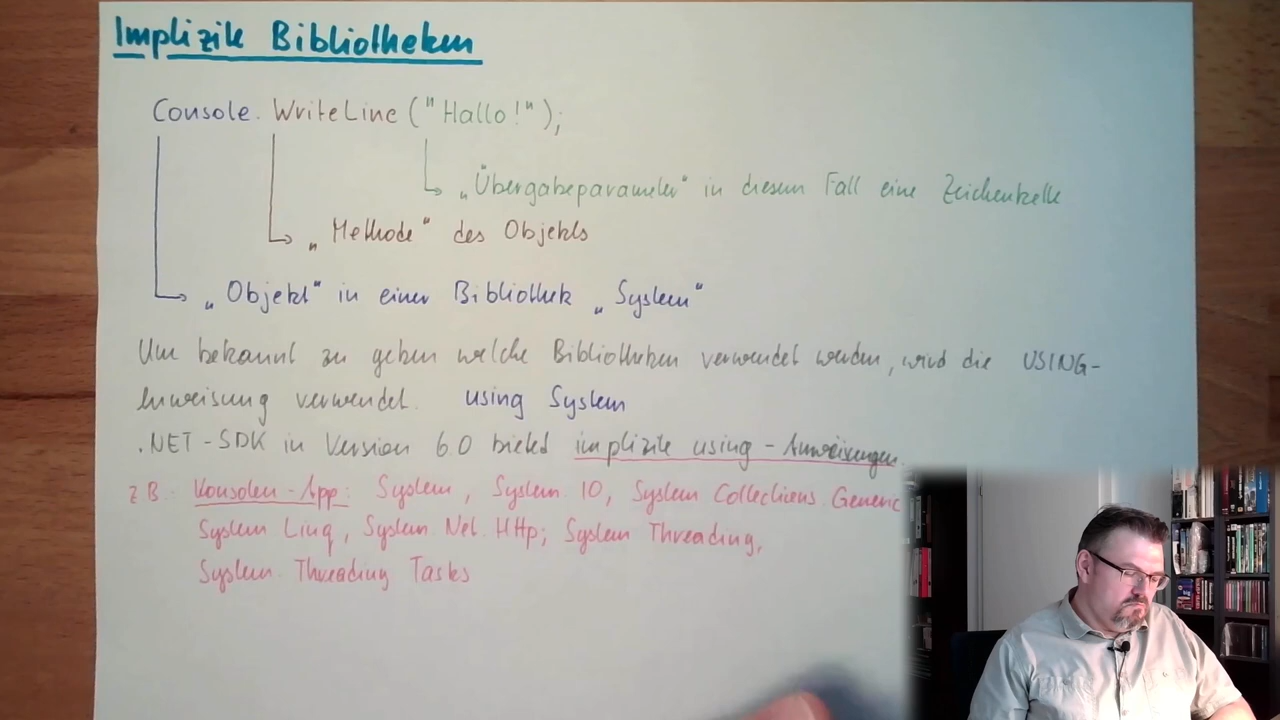 Implizite Bibliotheken
Console.WriteLine ("Hallo!");
„Übergabeparameter" in diesem Fall eine Zeichenkette
„Methode" des Objekts
„Objekt" in einer Bibliothek „System"
Um bekannt zu geben welche Bibliotheken verwendet werden, wird die USING-
Anweisung verwendet. using System
.NET-SDK in Version 6.0 bietet implizite using-Anweisungen.
z.B. Konsolen-App: System, System.IO, System.Collections.Generic
System.Linq, System.Net.Http; System.Threading,
System.Threading.Tasks